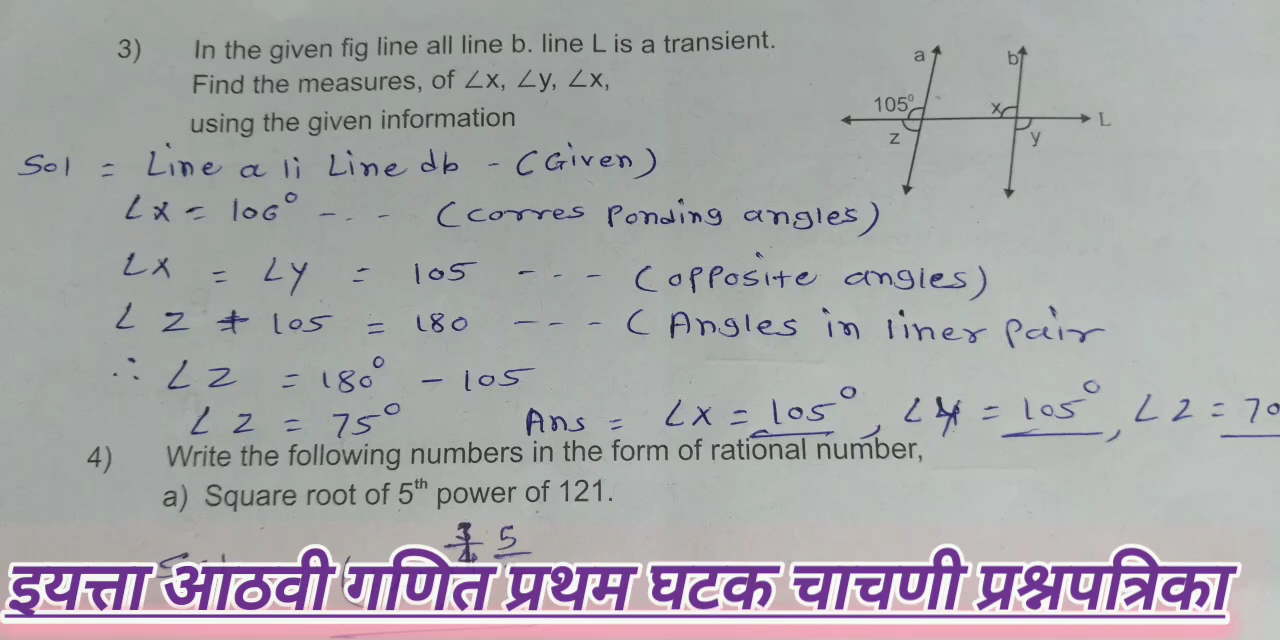 3) In the given fig line all line b. line L is a transient.
Find the measures, of ∠x, ∠y, ∠x,
using the given information
a b
105° x L
z y
Sol = Line a li Line db - (Given)
∠x = 106° -.. - (corres Ponding angles)
∠x = ∠y = 105 - - - (opposite angles)
∠z + 105 = 180 - - - (Angles in liner pair
∴ ∠z = 180° - 105
∠z = 75° Ans = ∠x = 105°, ∠y = 105°, ∠z = 70
4) Write the following numbers in the form of rational number,
a) Square root of 5th power of 121.
5
इयत्ता आठवी गणित प्रथम घटक चाचणी प्रश्नपत्रिका